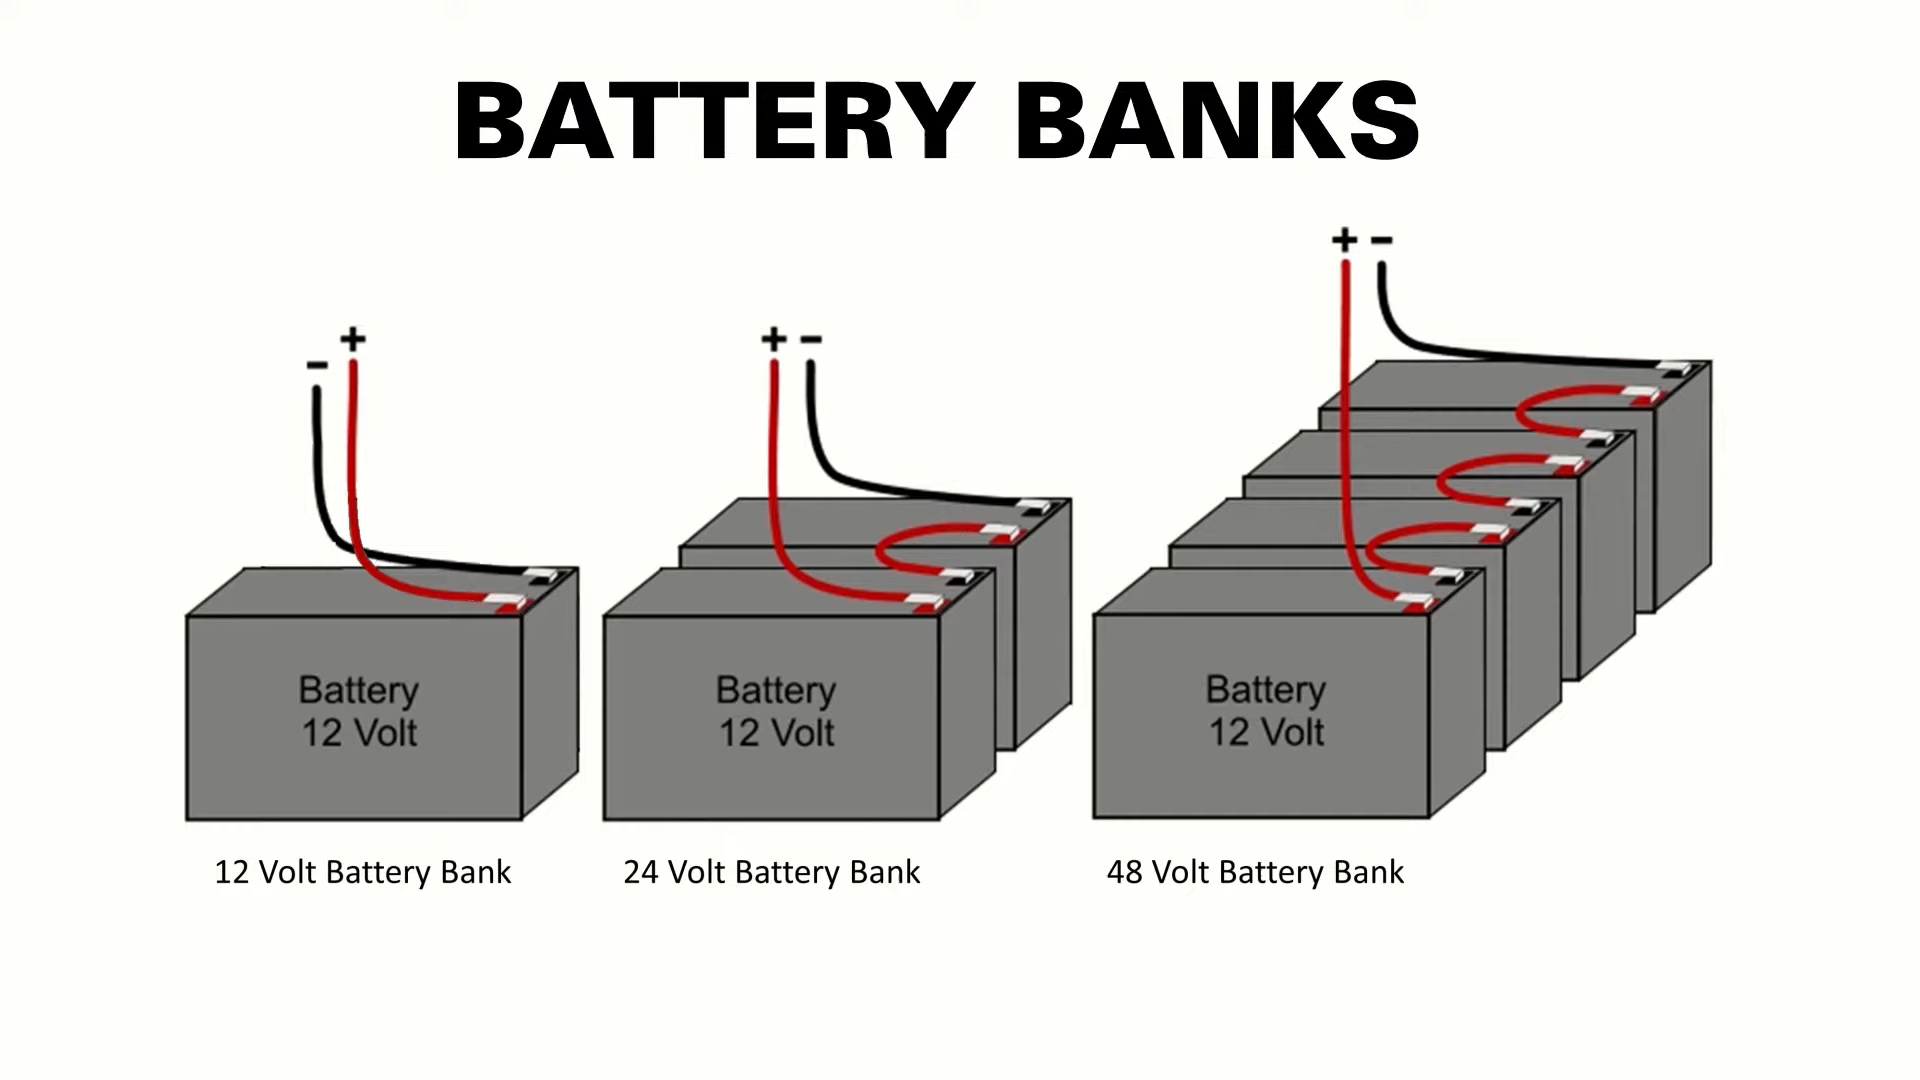 BATTERY BANKS
+ -
- +
+ -
Battery
12 Volt
Battery
12 Volt
Battery
12 Volt
12 Volt Battery Bank
24 Volt Battery Bank
48 Volt Battery Bank